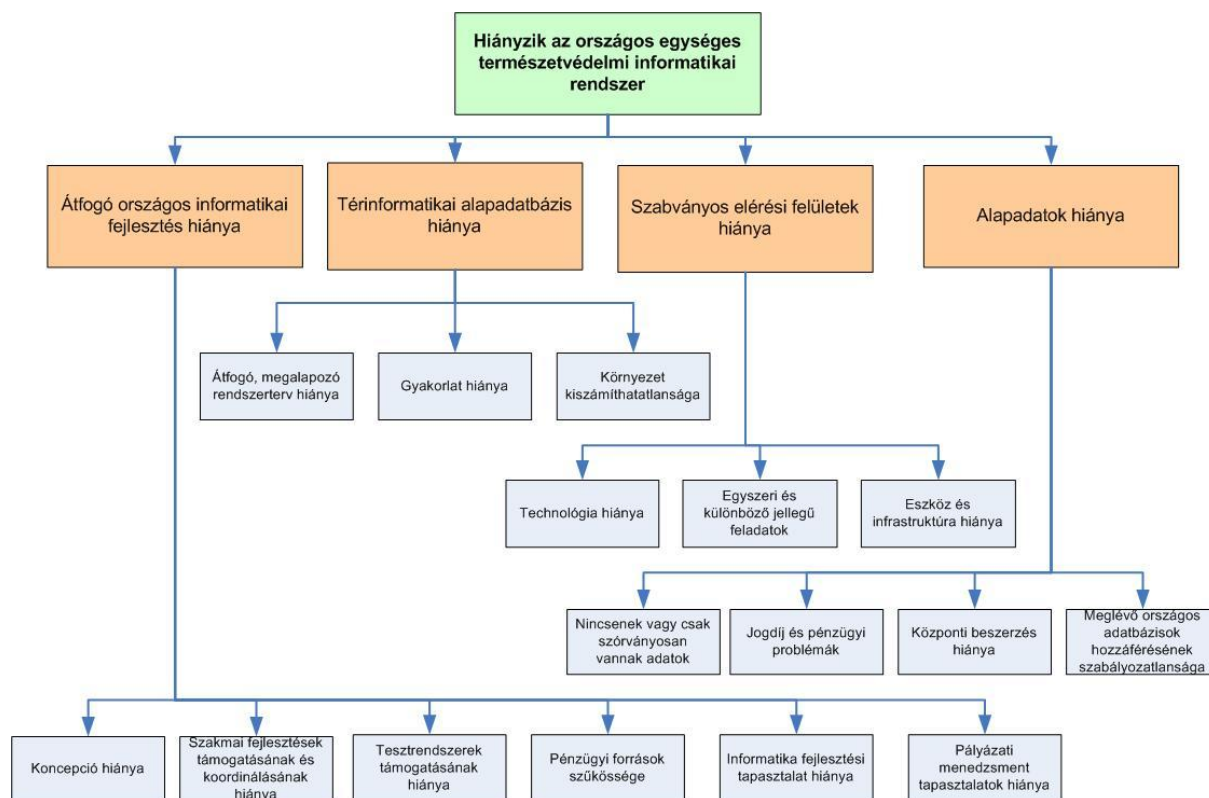 Hiányzik az országos egységes
természetvédelmi informatikai
rendszer
Átfogó országos informatikai
fejlesztés hiánya
Térinformatikai alapadatbázis
hiánya
Szabványos elérési felületek
hiánya
Alapadatok hiánya
Átfogó, megalapozó
rendszerterv hiánya
Gyakorlat hiánya
Környezet
kiszámíthatatlansága
Technológia hiánya
Egyszeri és
különböző jellegű
feladatok
Eszköz és
infrastruktúra hiánya
Nincsenek vagy csak
szórványosan
vannak adatok
Jogdíj és pénzügyi
problémák
Központi beszerzés
hiánya
Meglévő országos
adatbázisok
hozzáférésének
szabályozatlansága
Koncepció hiánya
Szakmai fejlesztések
támogatásának és
koordinálásának
hiánya
Tesztrendszerek
támogatásának
hiánya
Pénzügyi források
szűkössége
Informatika fejlesztési
tapasztalat hiánya
Pályázati
menedzsment
tapasztalatok hiánya